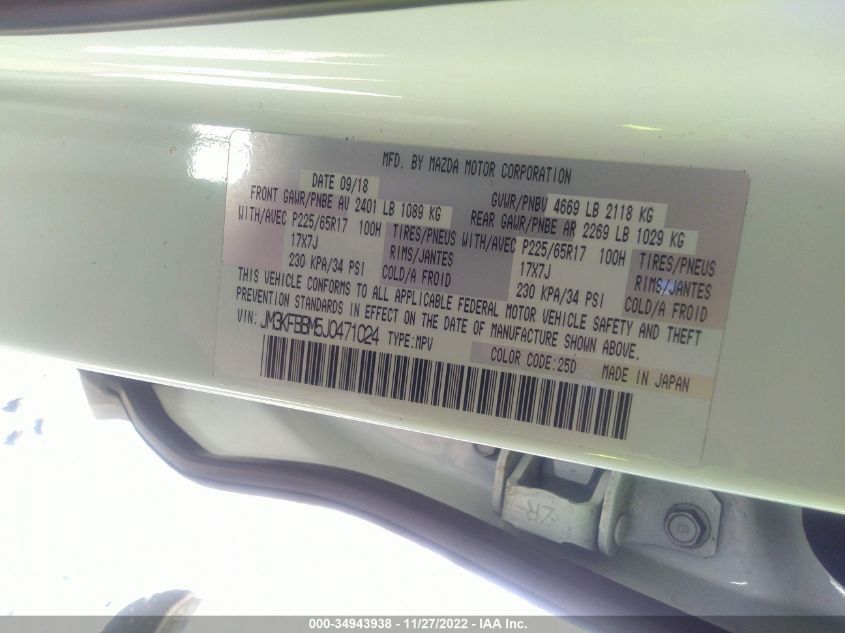 MFD. BY MAZDA MOTOR CORPORATION
DATE 09/18 GVWR/PNBV 4669 LB 2118 KG
FRONT GAWR/PNBE AV 2401 LB 1089 KG REAR GAWR/PNBE AR 2269 LB 1029 KG
WITH/AVEC P225/65R17 100H TIRES/PNEUS WITH/AVEC P225/65R17 100H TIRES/PNEUS
17X7J RIMS/JANTES 17X7J RIMS/JANTES
230 KPA/34 PSI COLD/A FROID 230 KPA/34 PSI COLD/A FROID
THIS VEHICLE CONFORMS TO ALL APPLICABLE FEDERAL MOTOR VEHICLE SAFETY AND THEFT
PREVENTION STANDARDS IN EFFECT ON THE DATE OF MANUFACTURE SHOWN ABOVE.
VIN: JM3KFBBM5J0471024 TYPE:MPV COLOR CODE:25D MADE IN JAPAN
ZR
8
000-34943938 - 11/27/2022 - IAA Inc.